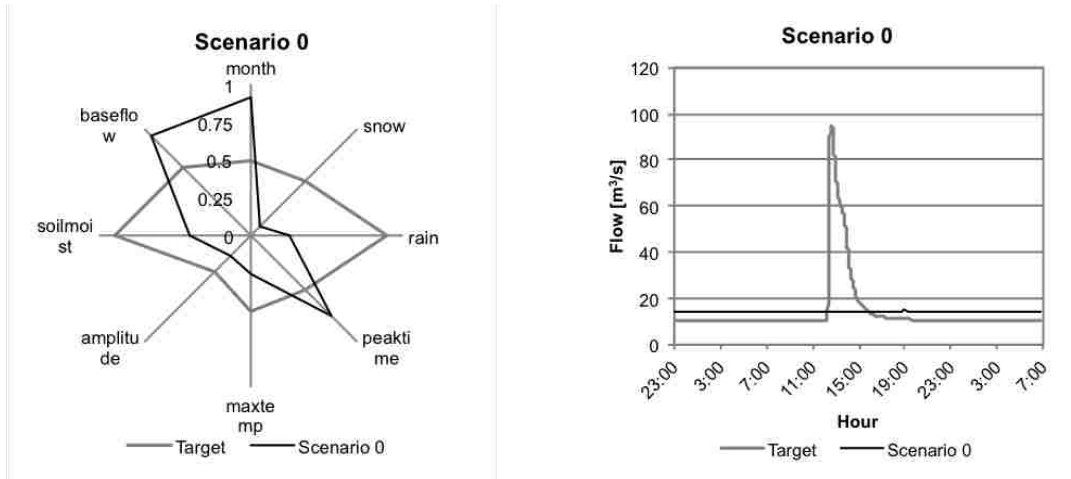 Scenario 0
month
1
baseflo
w
0.75
snow
0.5
0.25
soilmoi
st
0
rain
amplitu
de
peakti
me
maxte
mp
Target
Scenario 0
Scenario 0
120
100
80
60
40
20
0
Flow [m³/s]
23:00
3:00
7:00
11:00
15:00
19:00
23:00
3:00
7:00
Hour
Target
Scenario 0